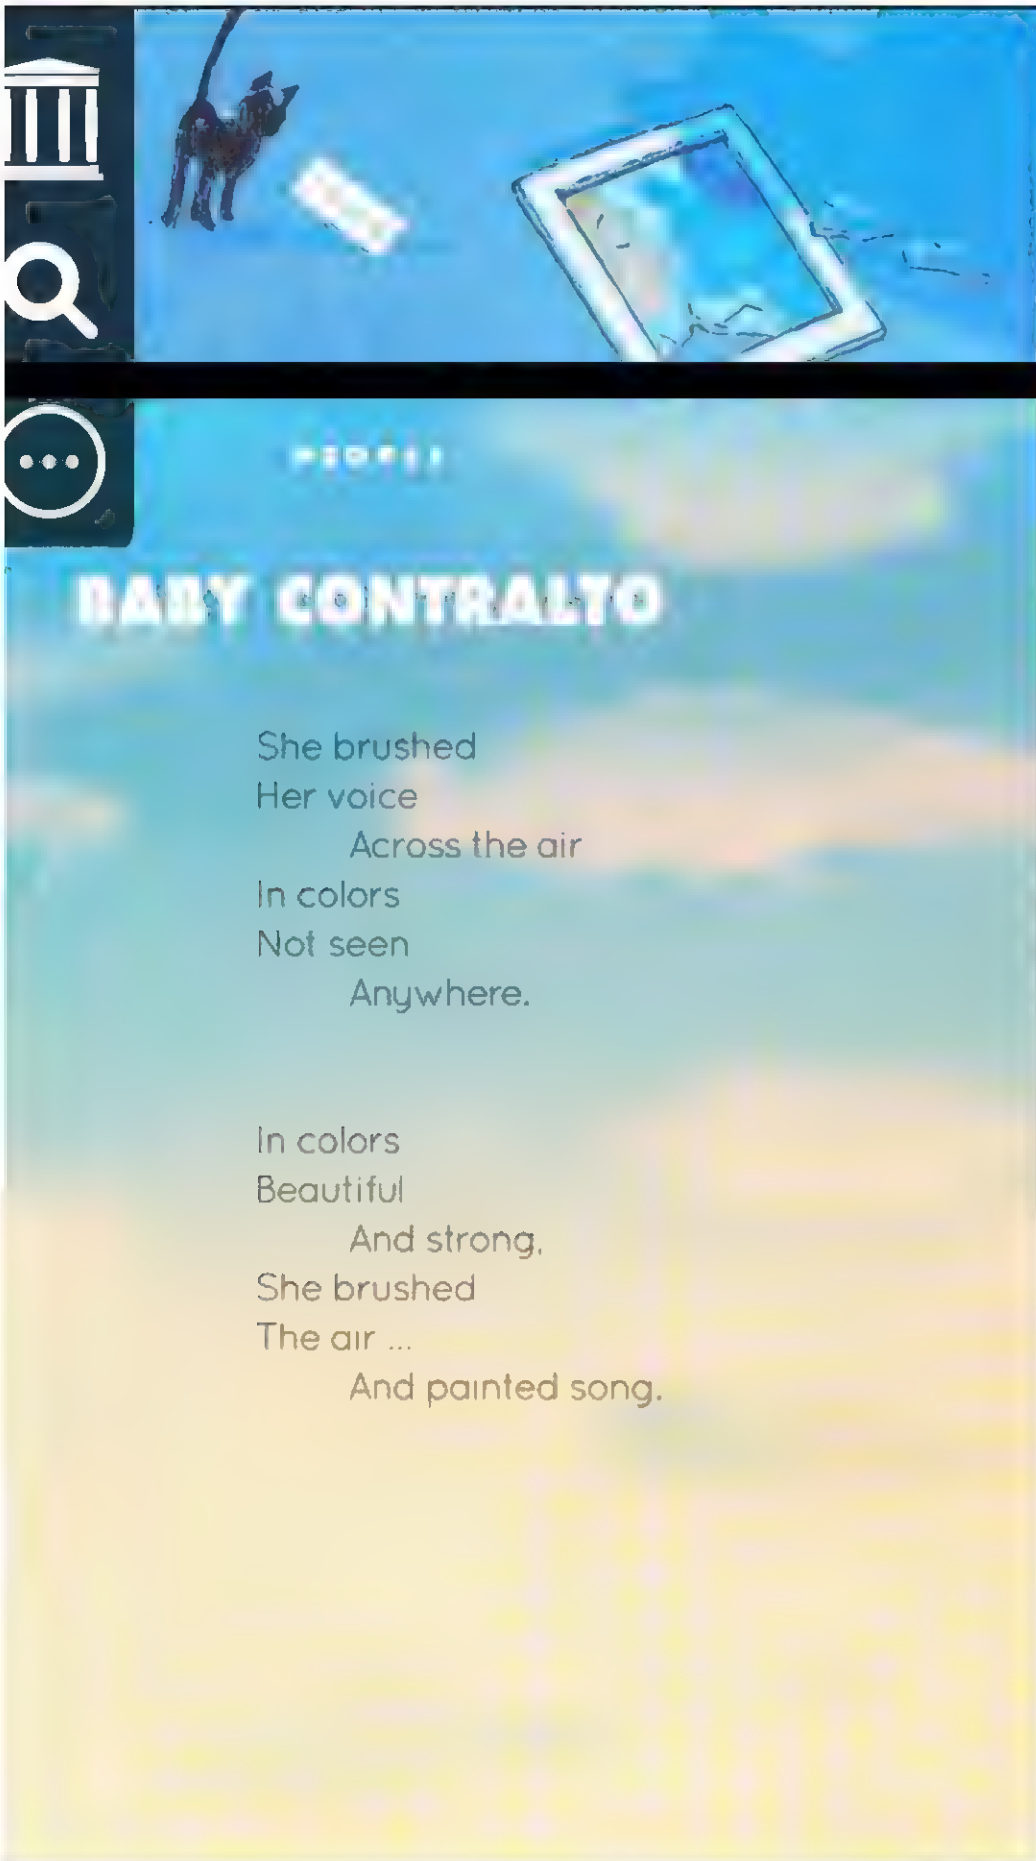 PEOPLE
BABY CONTRALTO
She brushed
Her voice
Across the air
In colors
Not seen
Anywhere.
In colors
Beautiful
And strong,
She brushed
The air ...
And painted song.